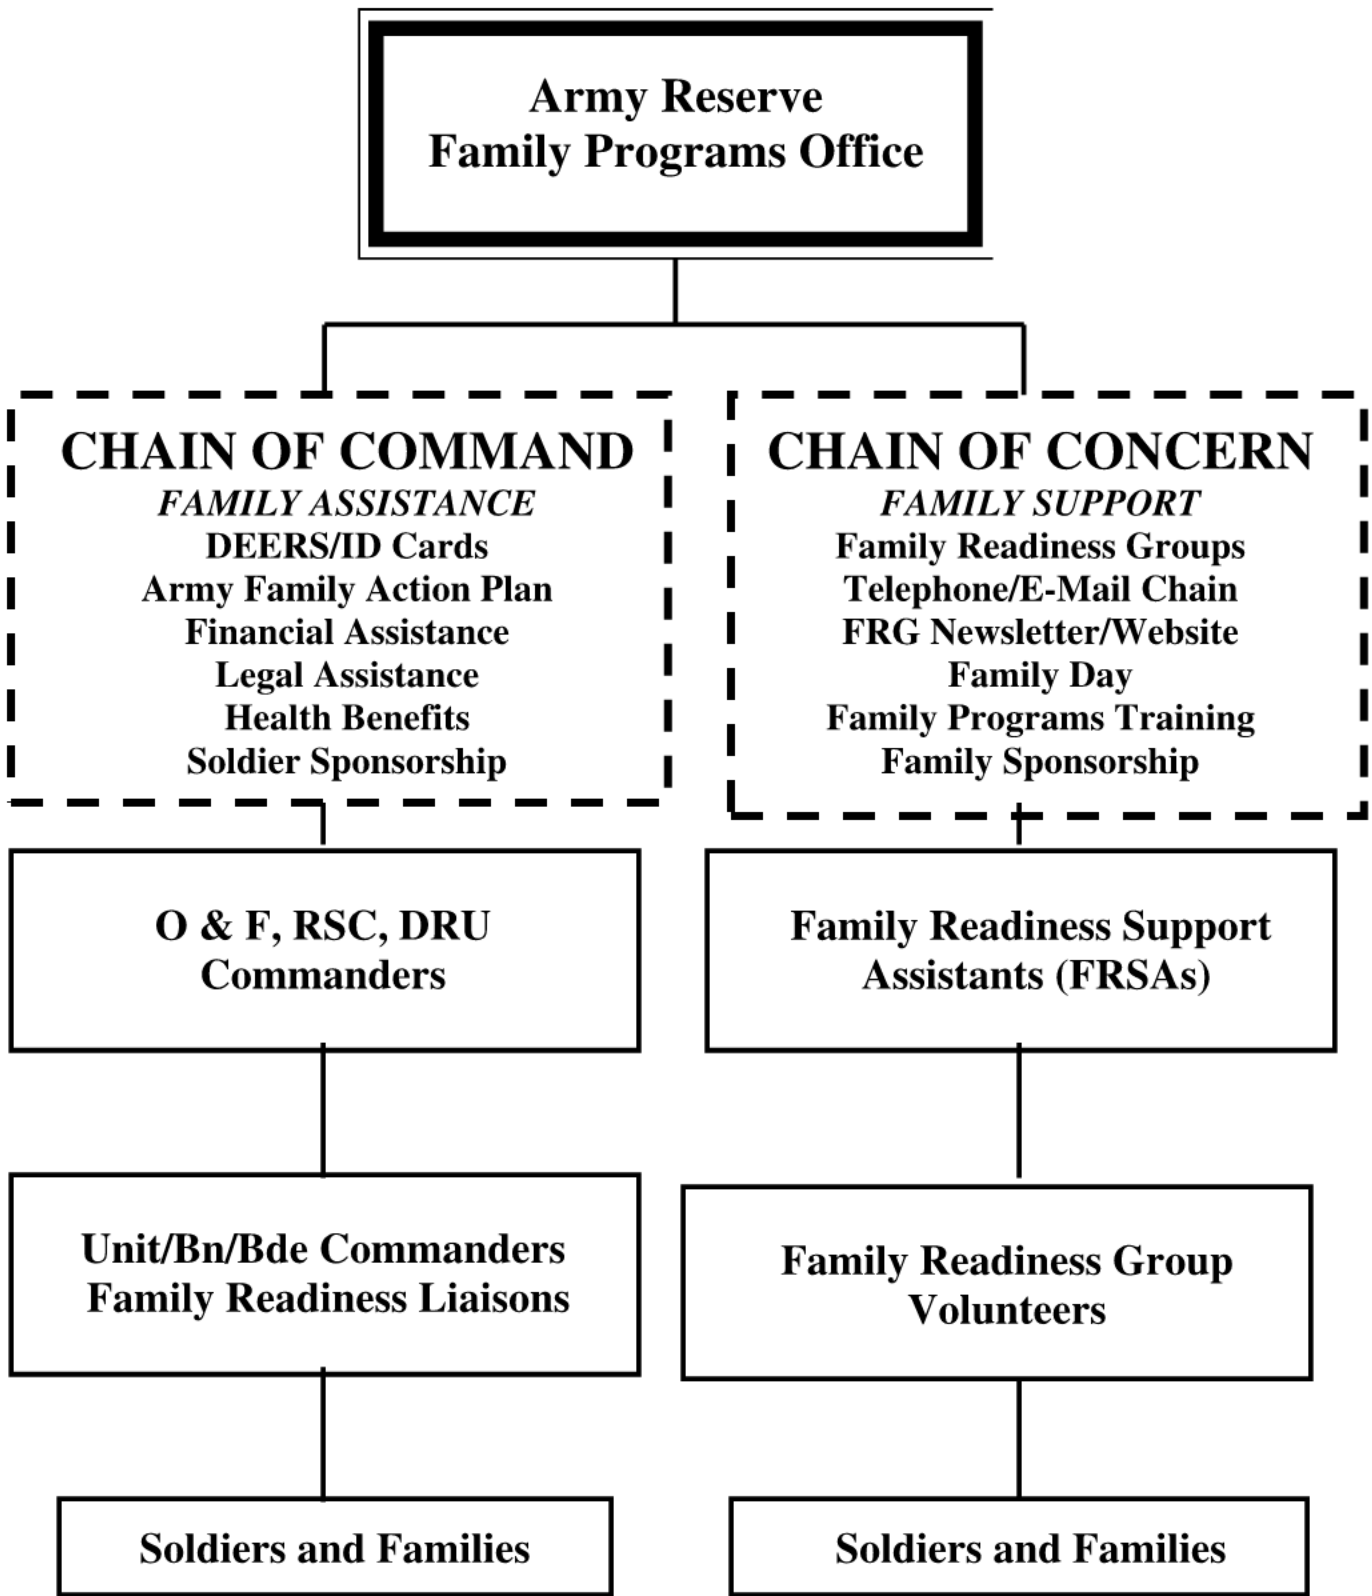 Army Reserve
Family Programs Office
CHAIN OF COMMAND
FAMILY ASSISTANCE
DEERS/ID Cards
Army Family Action Plan
Financial Assistance
Legal Assistance
Health Benefits
Soldier Sponsorship
CHAIN OF CONCERN
FAMILY SUPPORT
Family Readiness Groups
Telephone/E-Mail Chain
FRG Newsletter/Website
Family Day
Family Programs Training
Family Sponsorship
O & F, RSC, DRU
Commanders
Family Readiness Support
Assistants (FRSAs)
Unit/Bn/Bde Commanders
Family Readiness Liaisons
Family Readiness Group
Volunteers
Soldiers and Families
Soldiers and Families